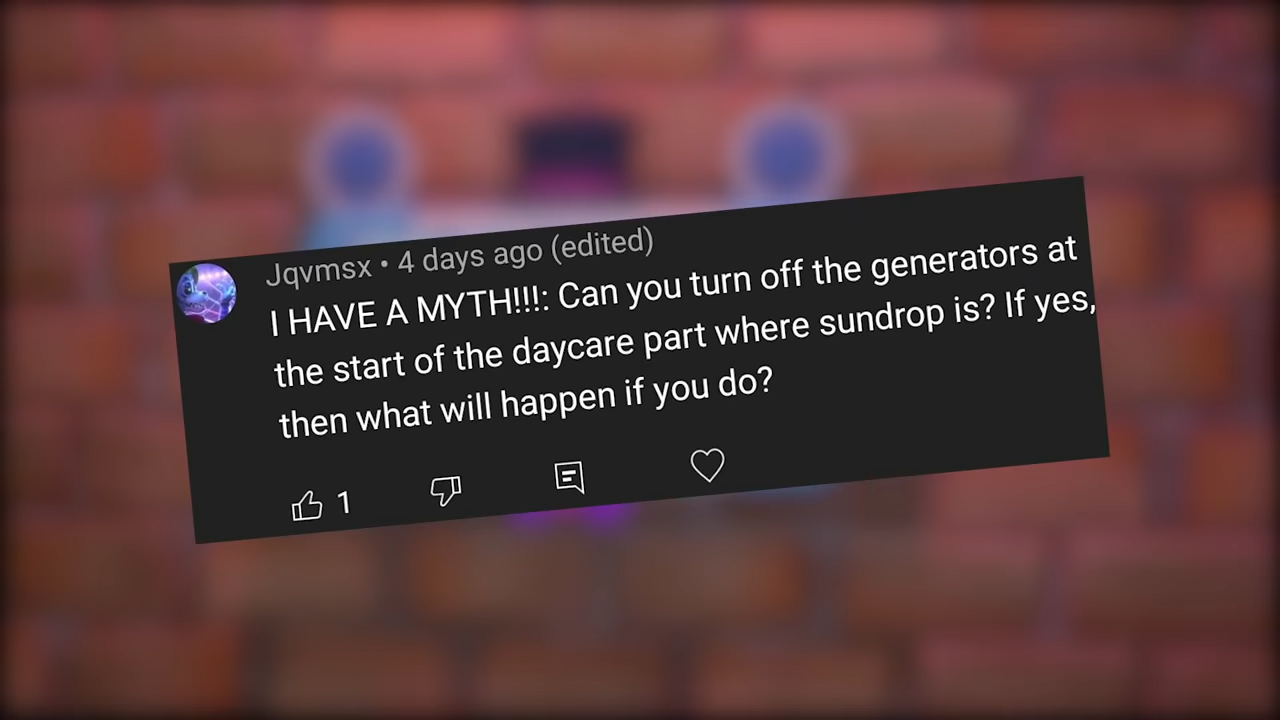 Jqvmsx • 4 days ago (edited)
I HAVE A MYTH!!!: Can you turn off the generators at
the start of the daycare part where sundrop is? If yes,
then what will happen if you do?
1